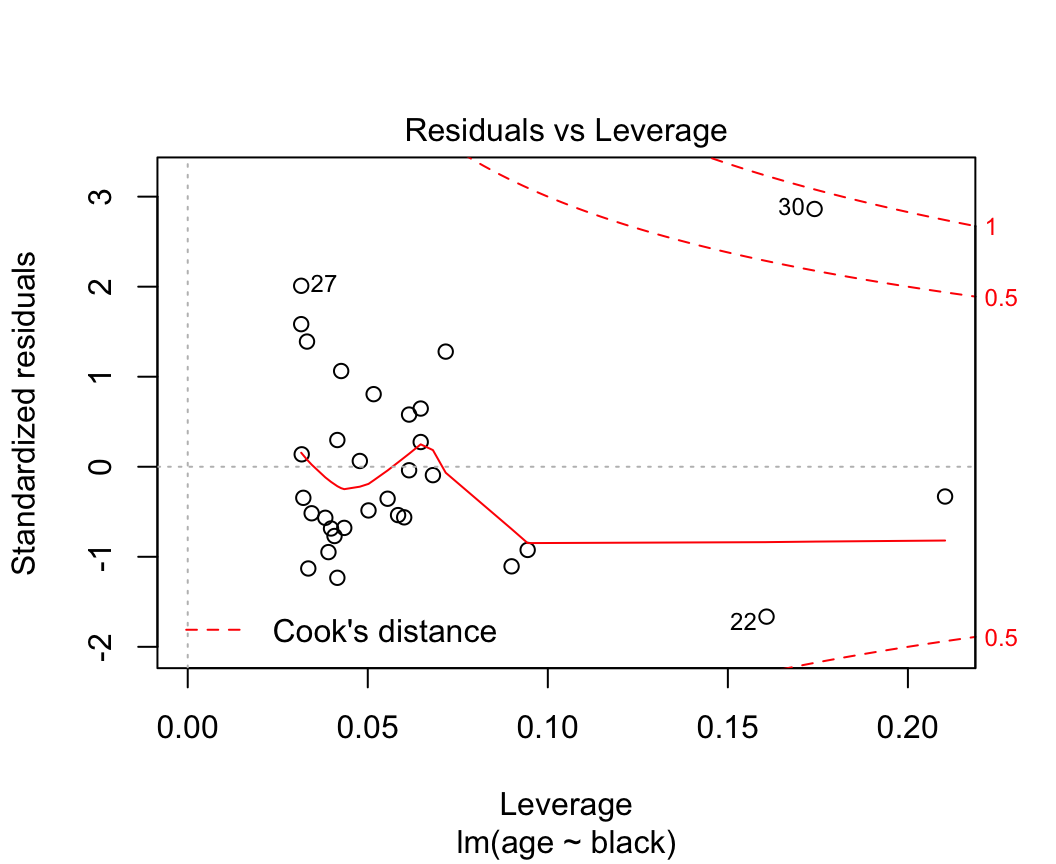 Residuals vs Leverage
Standardized residuals
3
2
1
0
-1
-2
30
27
22
1
0.5
0.5
Cook's distance
0.00 0.05 0.10 0.15 0.20
Leverage
lm(age ~ black)